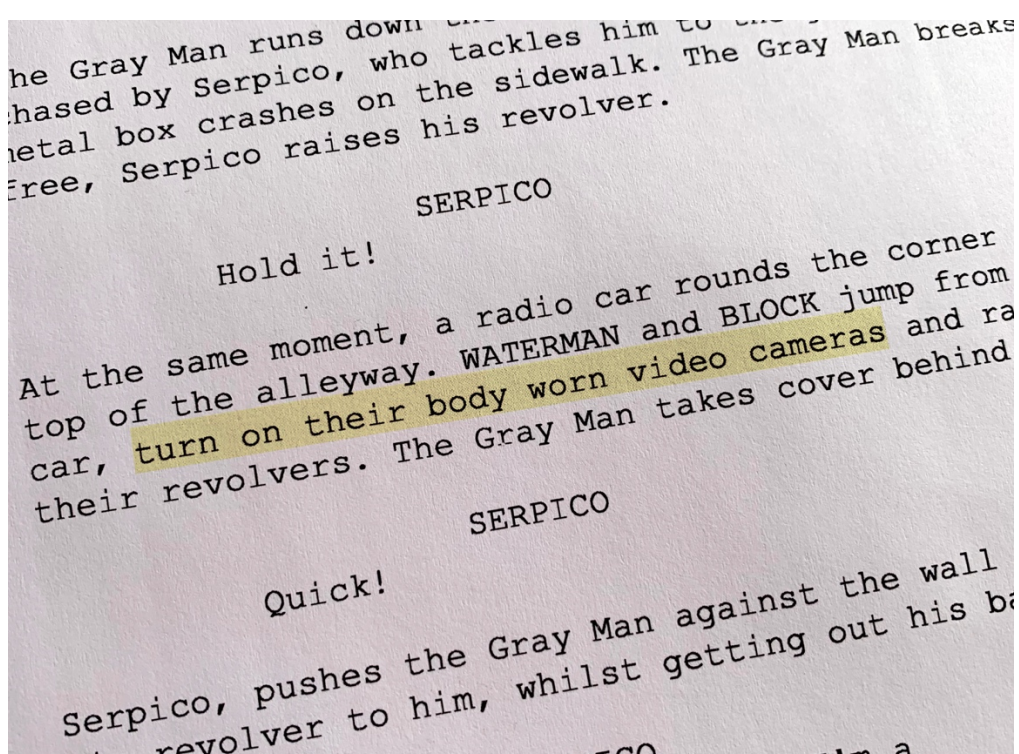 he Gray Man runs down
chased by Serpico, who tackles him to
metal box crashes on the sidewalk. The Gray Man breaks
free, Serpico raises his revolver.
SERPICO
Hold it!
At the same moment, a radio car rounds the corner
top of the alleyway. WATERMAN and BLOCK jump from
car, turn on their body worn video cameras and ra
their revolvers. The Gray Man takes cover behind
SERPICO
Quick!
Serpico, pushes the Gray Man against the wall
revolver to him, whilst getting out his ba